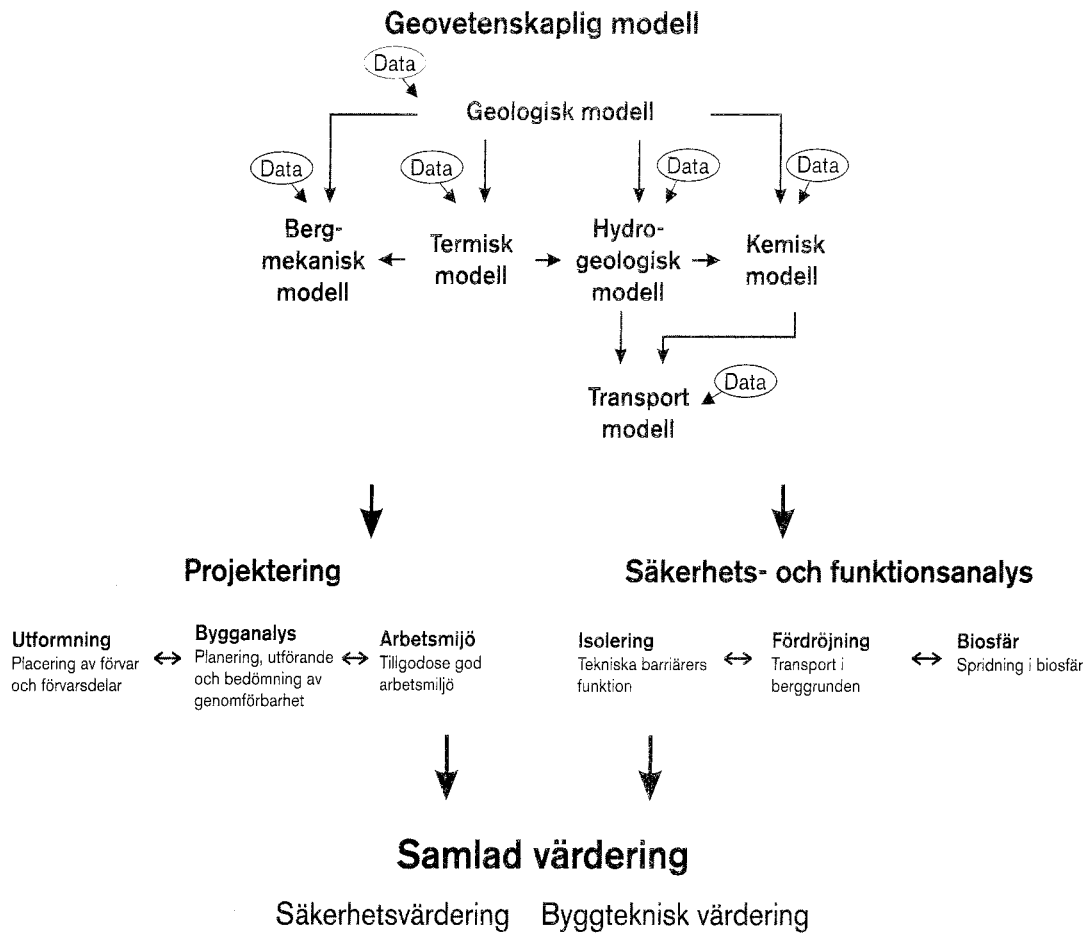 Geovetenskaplig modell
Data
Geologisk modell
Data
Data
Data
Data
Berg-
mekanisk
modell
Termisk
modell
Hydro-
geologisk
modell
Kemisk
modell
Data
Transport
modell
Projektering
Säkerhets- och funktionsanalys
Utformning
Placering av förvar
och förvarsdelar
Bygganalys
Planering, utförande
och bedömning av
genomförbarhet
Arbetsmijö
Tillgodose god
arbetsmiljö
Isolering
Tekniska barriärers
funktion
Fördröjning
Transport i
berggrunden
Biosfär
Spridning i biosfär
Samlad värdering
Säkerhetsvärdering Byggteknisk värdering